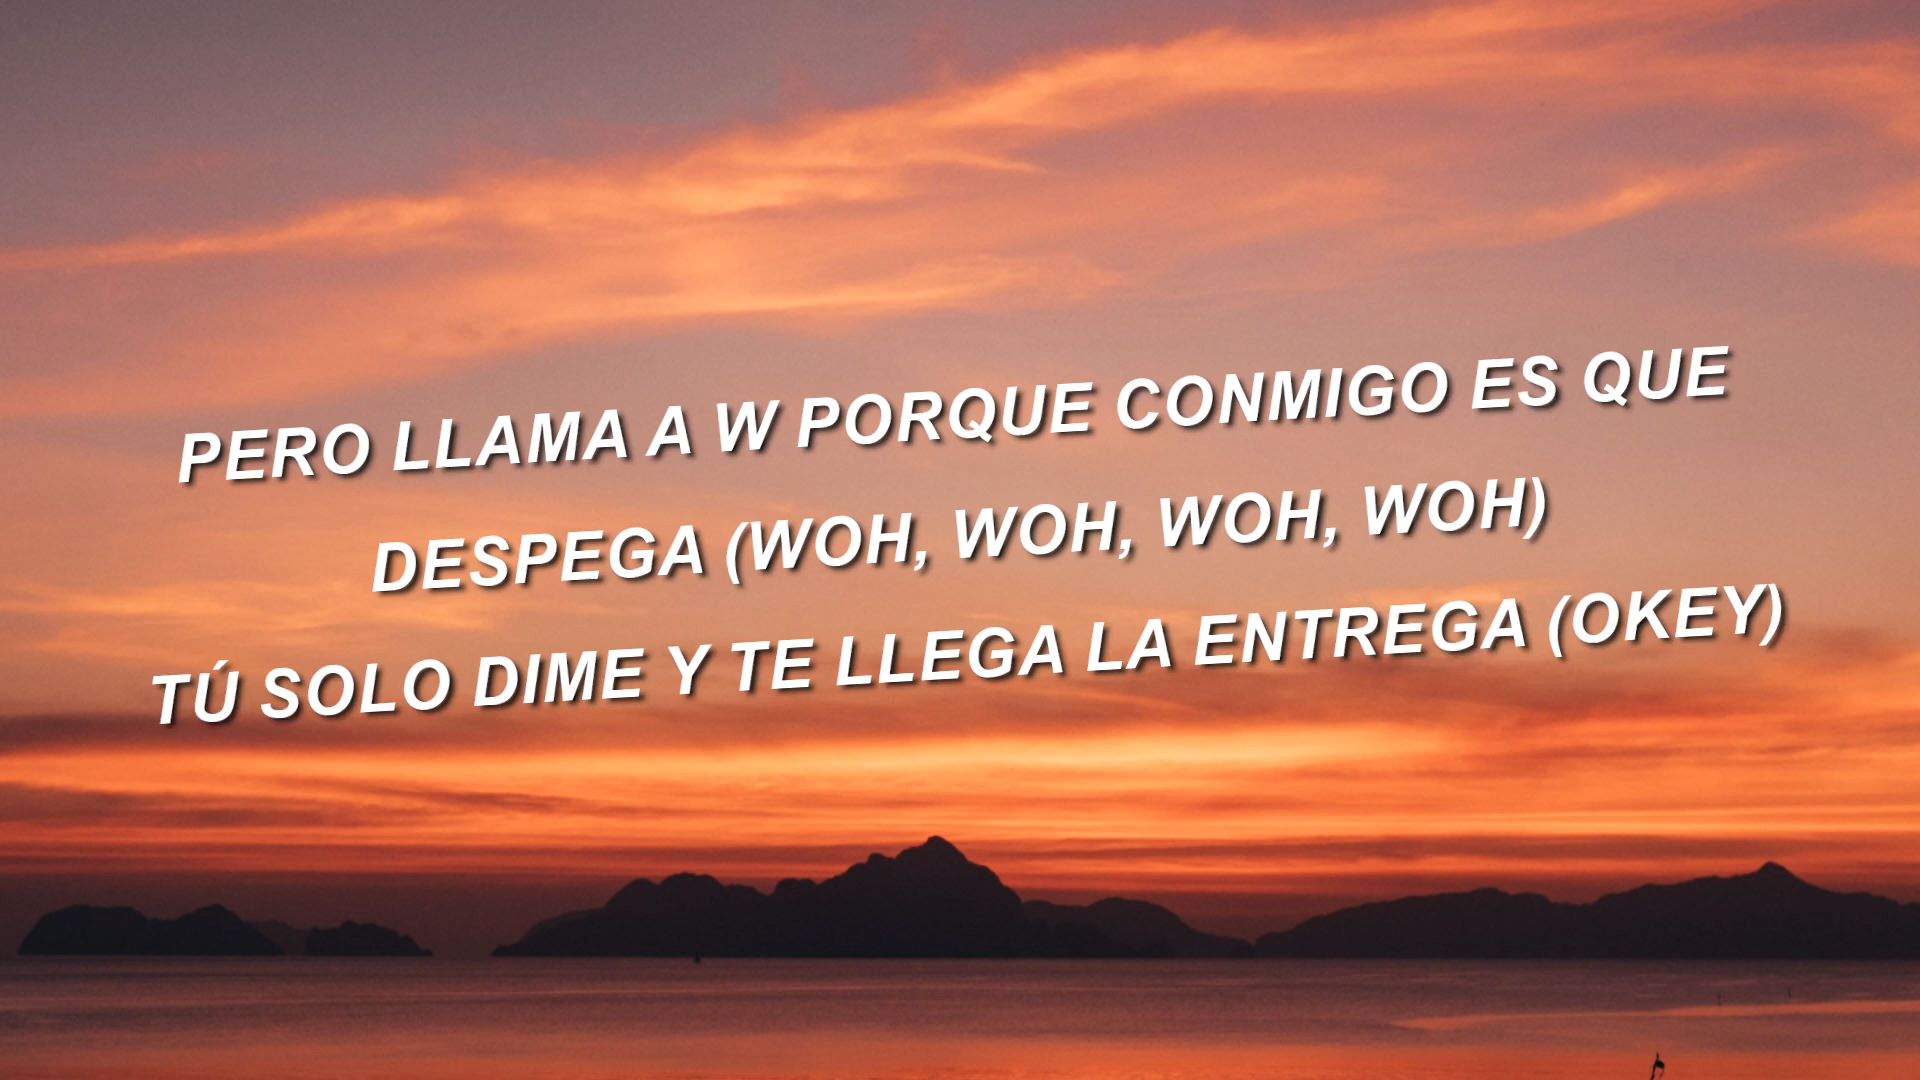 PERO LLAMA A W PORQUE CONMIGO ES QUE
DESPEGA (WOH, WOH, WOH, WOH)
TÚ SOLO DIME Y TE LLEGA LA ENTREGA (OKEY)